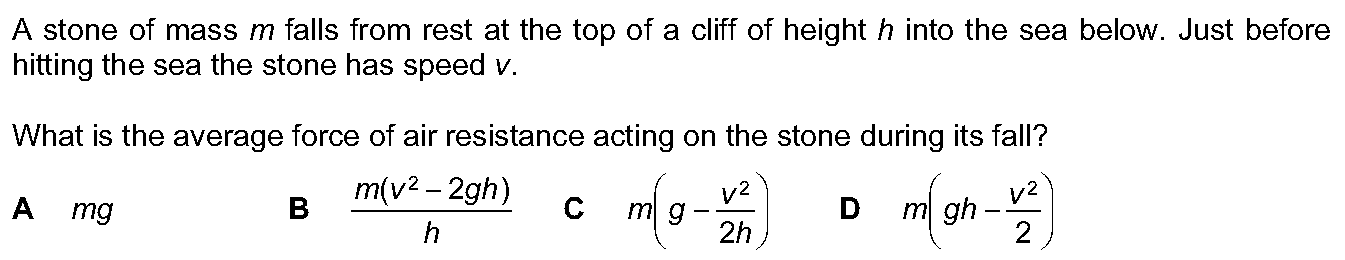 A stone of mass m falls from rest at the top of a cliff of height h into the sea below. Just before
hitting the sea the stone has speed v.
What is the average force of air resistance acting on the stone during its fall?
A mg B m(v² – 2gh)/h C m(g – v²/2h) D m(gh – v²/2)